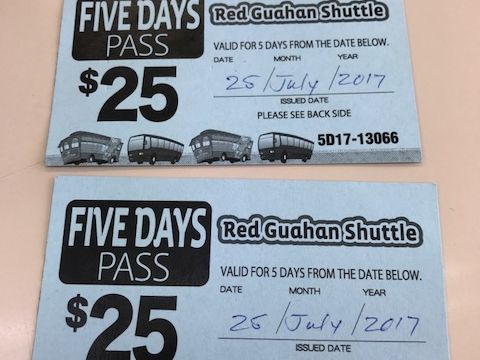 FIVE DAYS
PASS
$25
Red Guahan Shuttle
VALID FOR 5 DAYS FROM THE DATE BELOW.
DATE MONTH YEAR
25 / July / 2017
ISSUED DATE
PLEASE SEE BACK SIDE
5D17-13066
FIVE DAYS
PASS
$25
Red Guahan Shuttle
VALID FOR 5 DAYS FROM THE DATE BELOW.
DATE MONTH YEAR
25 / July / 2017
ISSUED DATE